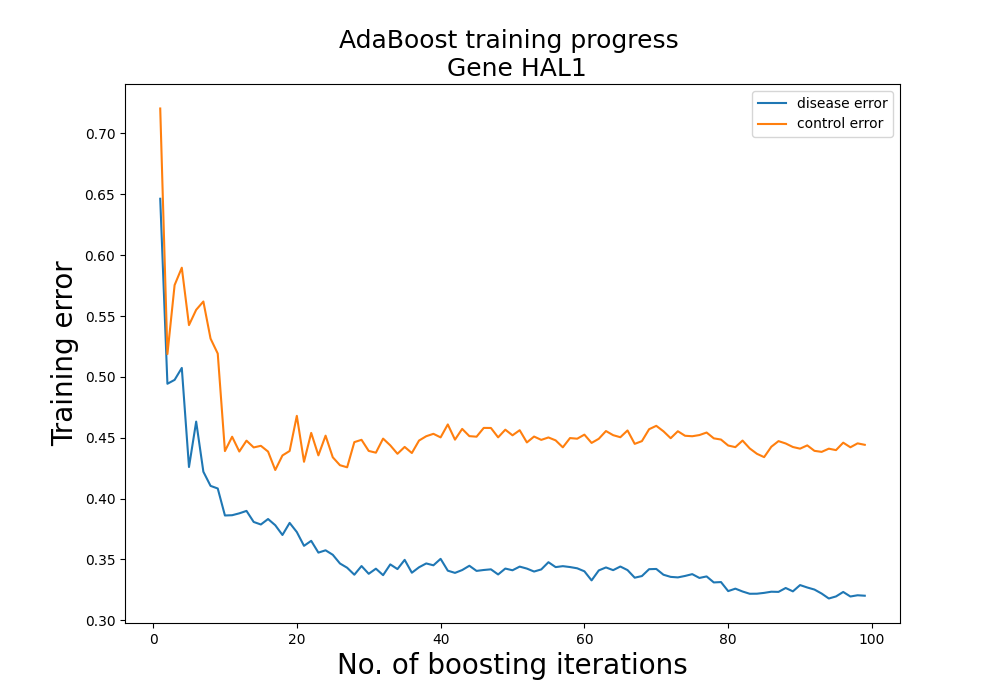 AdaBoost training progress
Gene HAL1
disease error
control error
Training error
0.70
0.65
0.60
0.55
0.50
0.45
0.40
0.35
0.30
0 20 40 60 80 100
No. of boosting iterations